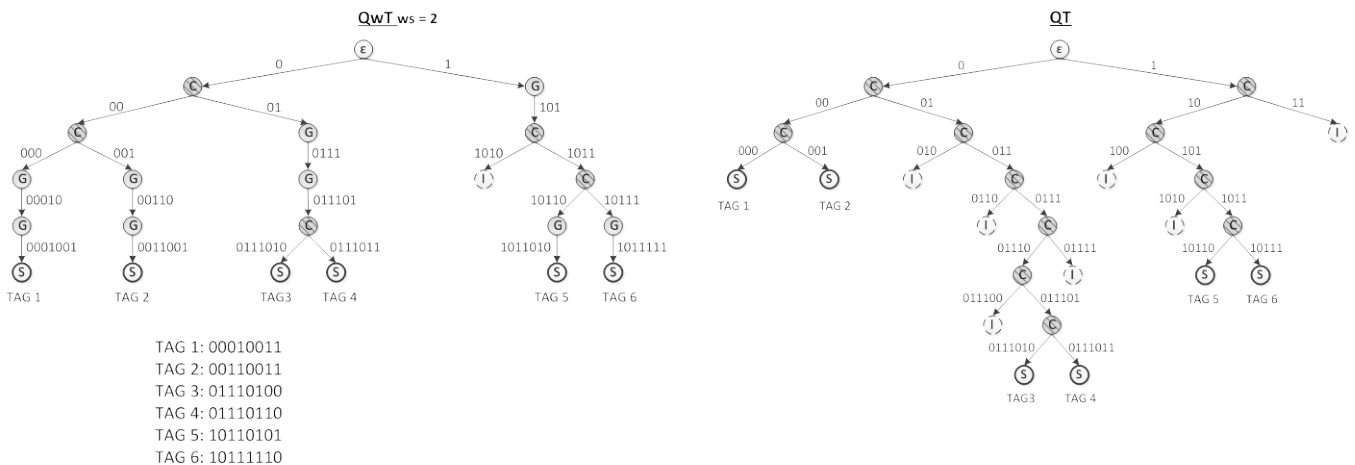 QwT ws = 2
ε
0 1
C G
00 01 101
C G C
000 001 0111 1010 1011
G G G I C
00010 00110 011101 10110 10111
G G C G G
0001001 0011001 0111010 0111011 1011010 1011111
S S S S S S
TAG 1 TAG 2 TAG3 TAG 4 TAG 5 TAG 6
TAG 1: 00010011
TAG 2: 00110011
TAG 3: 01110100
TAG 4: 01110110
TAG 5: 10110101
TAG 6: 10111110
QT
ε
0 1
C C
00 01 10 11
C C C I
000 001 010 011 100 101
S S I C I C
TAG 1 TAG 2
0110 0111 1010 1011
I C I C
01110 01111 10110 10111
C I S S
TAG 5 TAG 6
011100 011101
I C
0111010 0111011
S S
TAG3 TAG 4